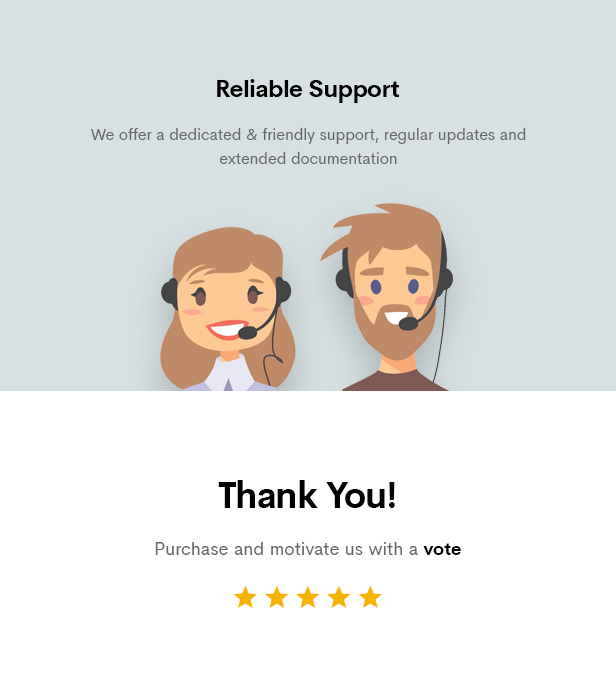 Reliable Support
We offer a dedicated & friendly support, regular updates and
extended documentation
Thank You!
Purchase and motivate us with a vote